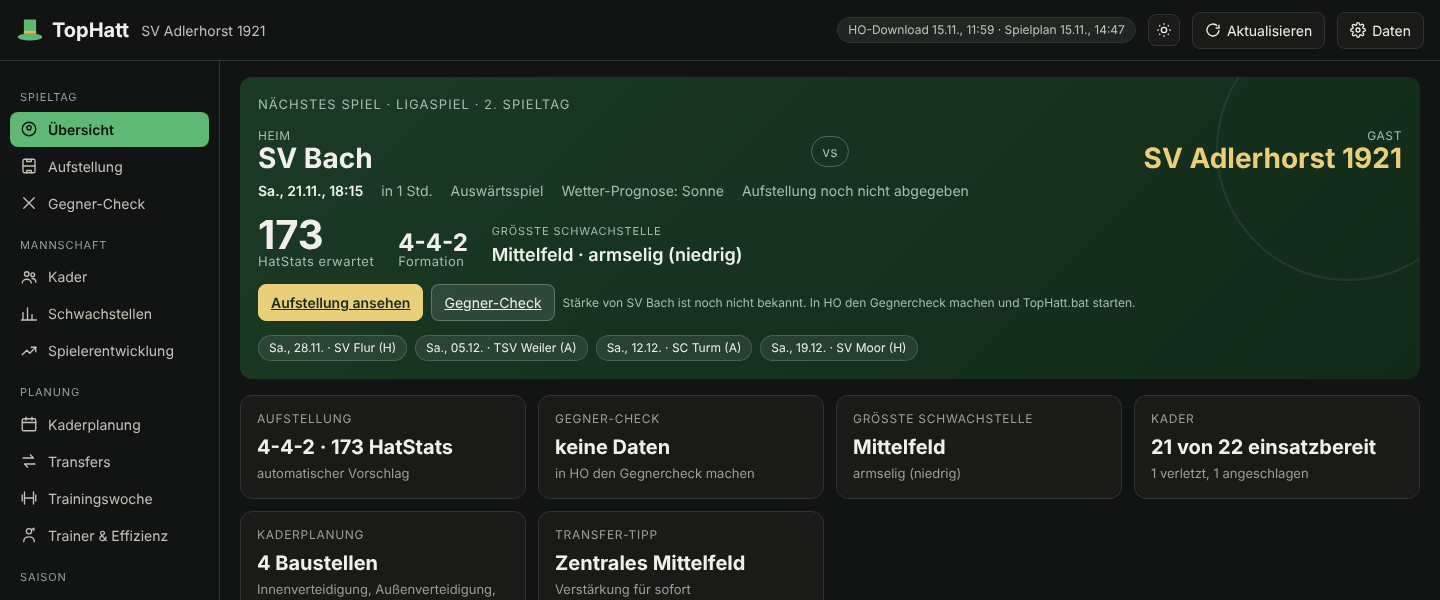 TopHatt SV Adlerhorst 1921
HO-Download 15.11., 11:59 · Spielplan 15.11., 14:47
Aktualisieren
Daten
SPIELTAG
Übersicht
Aufstellung
Gegner-Check
MANNSCHAFT
Kader
Schwachstellen
Spielerentwicklung
PLANUNG
Kaderplanung
Transfers
Trainingswoche
Trainer & Effizienz
SAISON
NÄCHSTES SPIEL · LIGASPIEL · 2. SPIELTAG
HEIM
SV Bach
vs
GAST
SV Adlerhorst 1921
Sa., 21.11., 18:15 in 1 Std. Auswärtsspiel Wetter-Prognose: Sonne Aufstellung noch nicht abgegeben
173
HatStats erwartet
4-4-2
Formation
GRÖSSTE SCHWACHSTELLE
Mittelfeld · armselig (niedrig)
Aufstellung ansehen
Gegner-Check
Stärke von SV Bach ist noch nicht bekannt. In HO den Gegnercheck machen und TopHatt.bat starten.
Sa., 28.11. · SV Flur (H)
Sa., 05.12. · TSV Weiler (A)
Sa., 12.12. · SC Turm (A)
Sa., 19.12. · SV Moor (H)
AUFSTELLUNG
4-4-2 · 173 HatStats
automatischer Vorschlag
GEGNER-CHECK
keine Daten
in HO den Gegnercheck machen
GRÖSSTE SCHWACHSTELLE
Mittelfeld
armselig (niedrig)
KADER
21 von 22 einsatzbereit
1 verletzt, 1 angeschlagen
KADERPLANUNG
4 Baustellen
Innenverteidigung, Außenverteidigung,
TRANSFER-TIPP
Zentrales Mittelfeld
Verstärkung für sofort